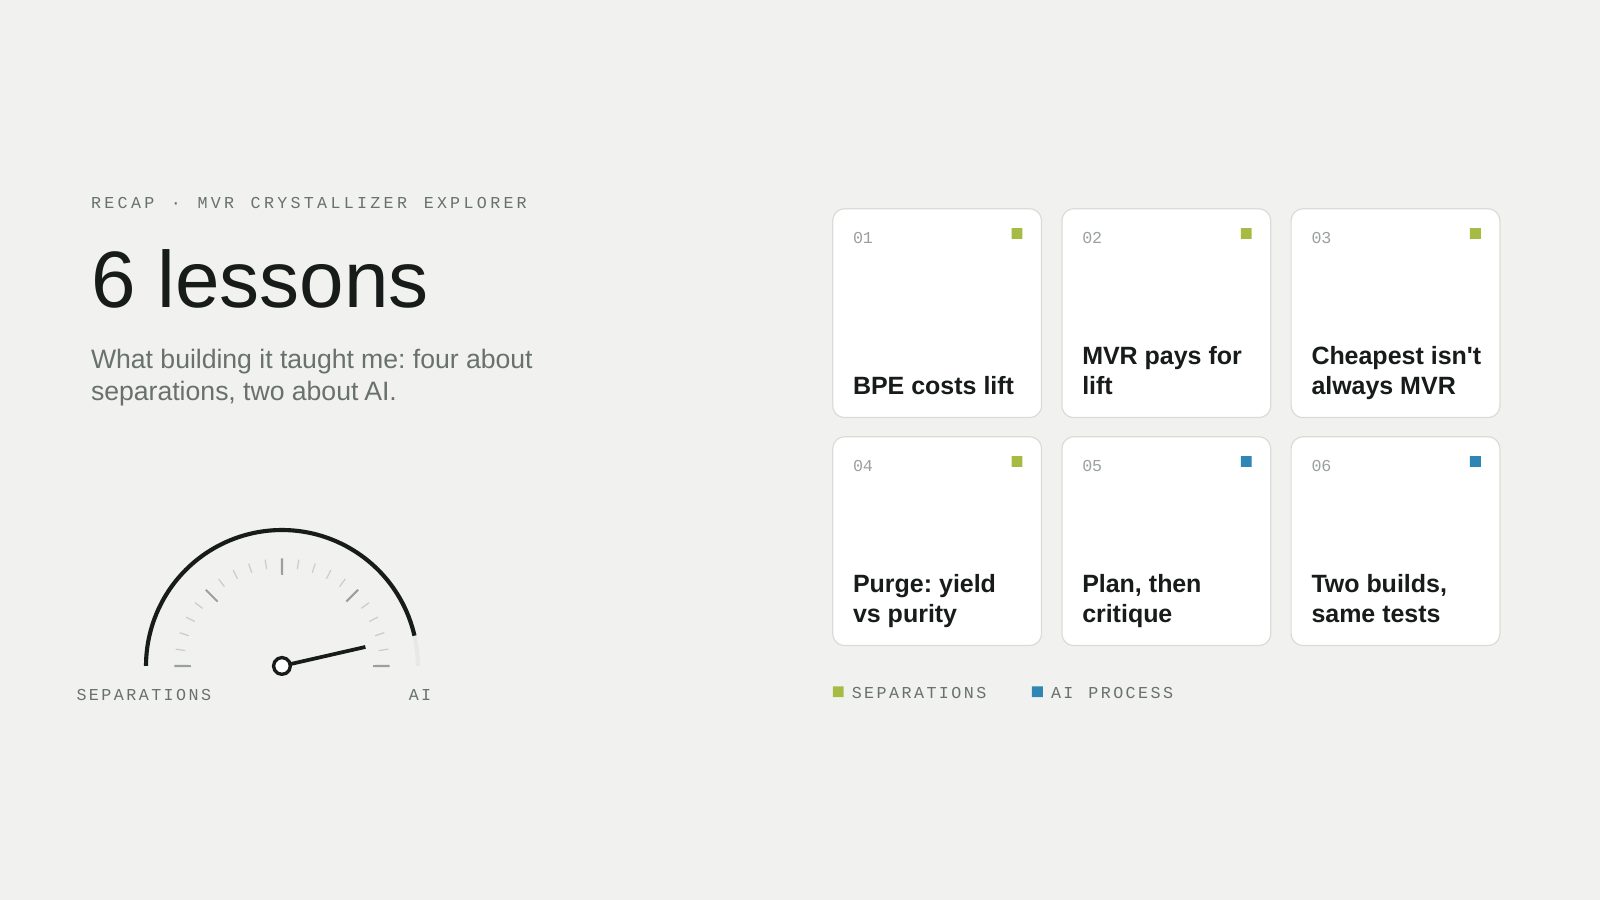 RECAP · MVR CRYSTALLIZER EXPLORER
6 lessons
What building it taught me: four about
separations, two about AI.
SEPARATIONS
AI
01
BPE costs lift
02
MVR pays for
lift
03
Cheapest isn't
always MVR
04
Purge: yield
vs purity
05
Plan, then
critique
06
Two builds,
same tests
SEPARATIONS
AI PROCESS